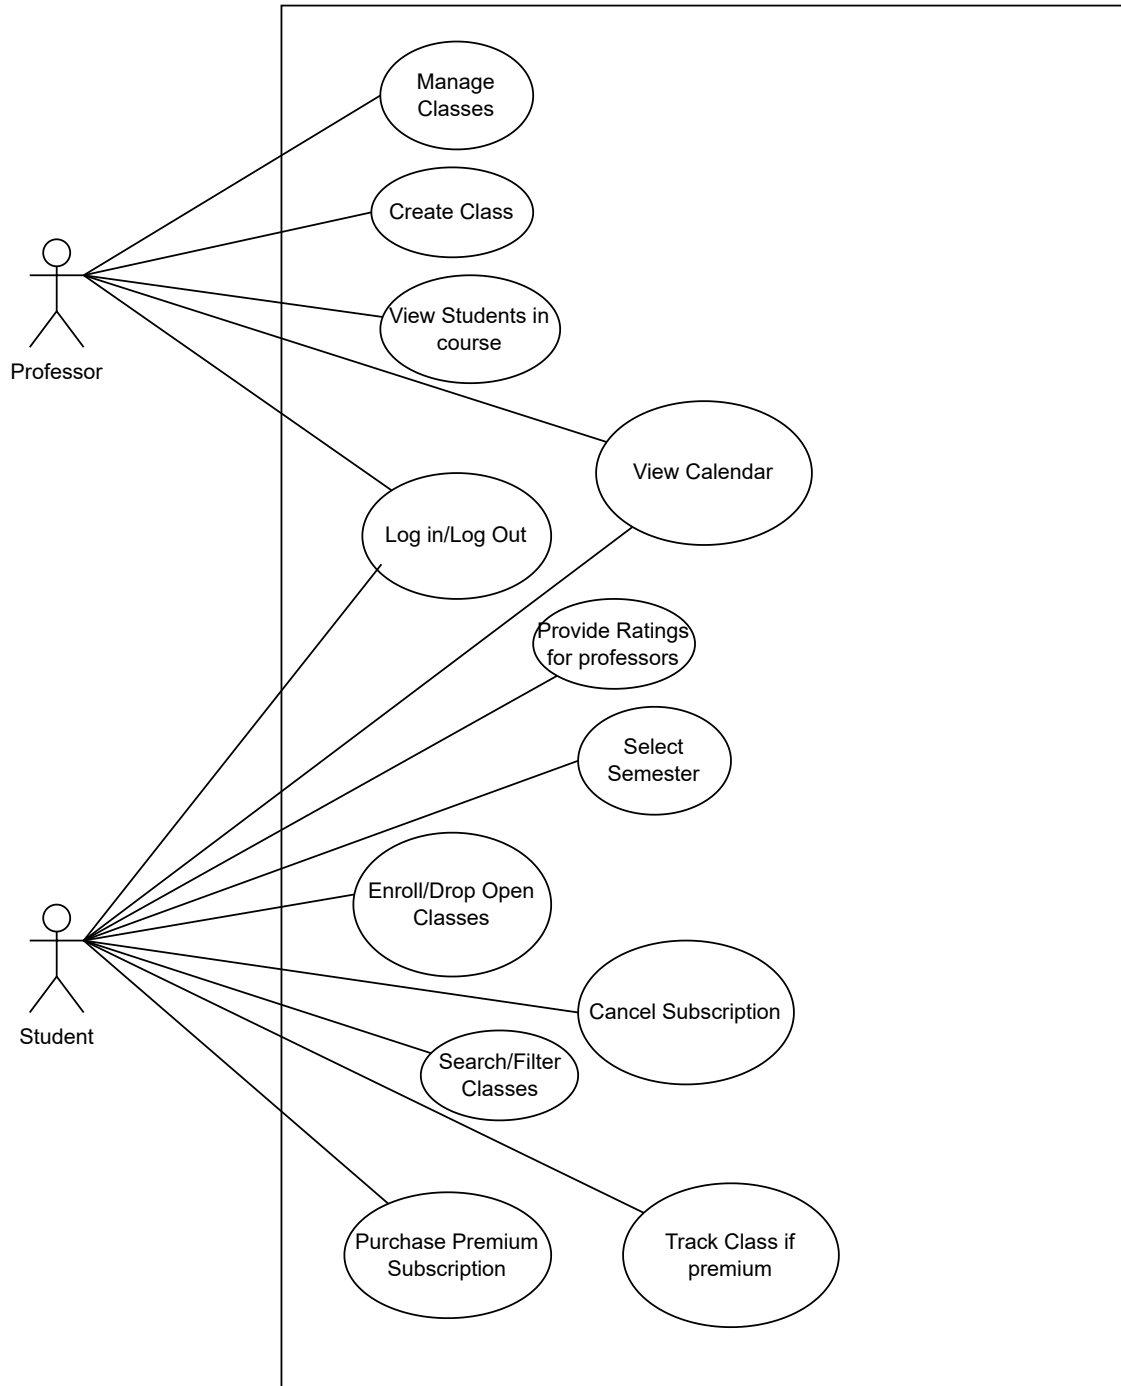 Manage
Classes
Create Class
View Students in
course
Professor
View Calendar
Log in/Log Out
Provide Ratings
for professors
Select
Semester
Enroll/Drop Open
Classes
Cancel Subscription
Student
Search/Filter
Classes
Purchase Premium
Subscription
Track Class if
premium